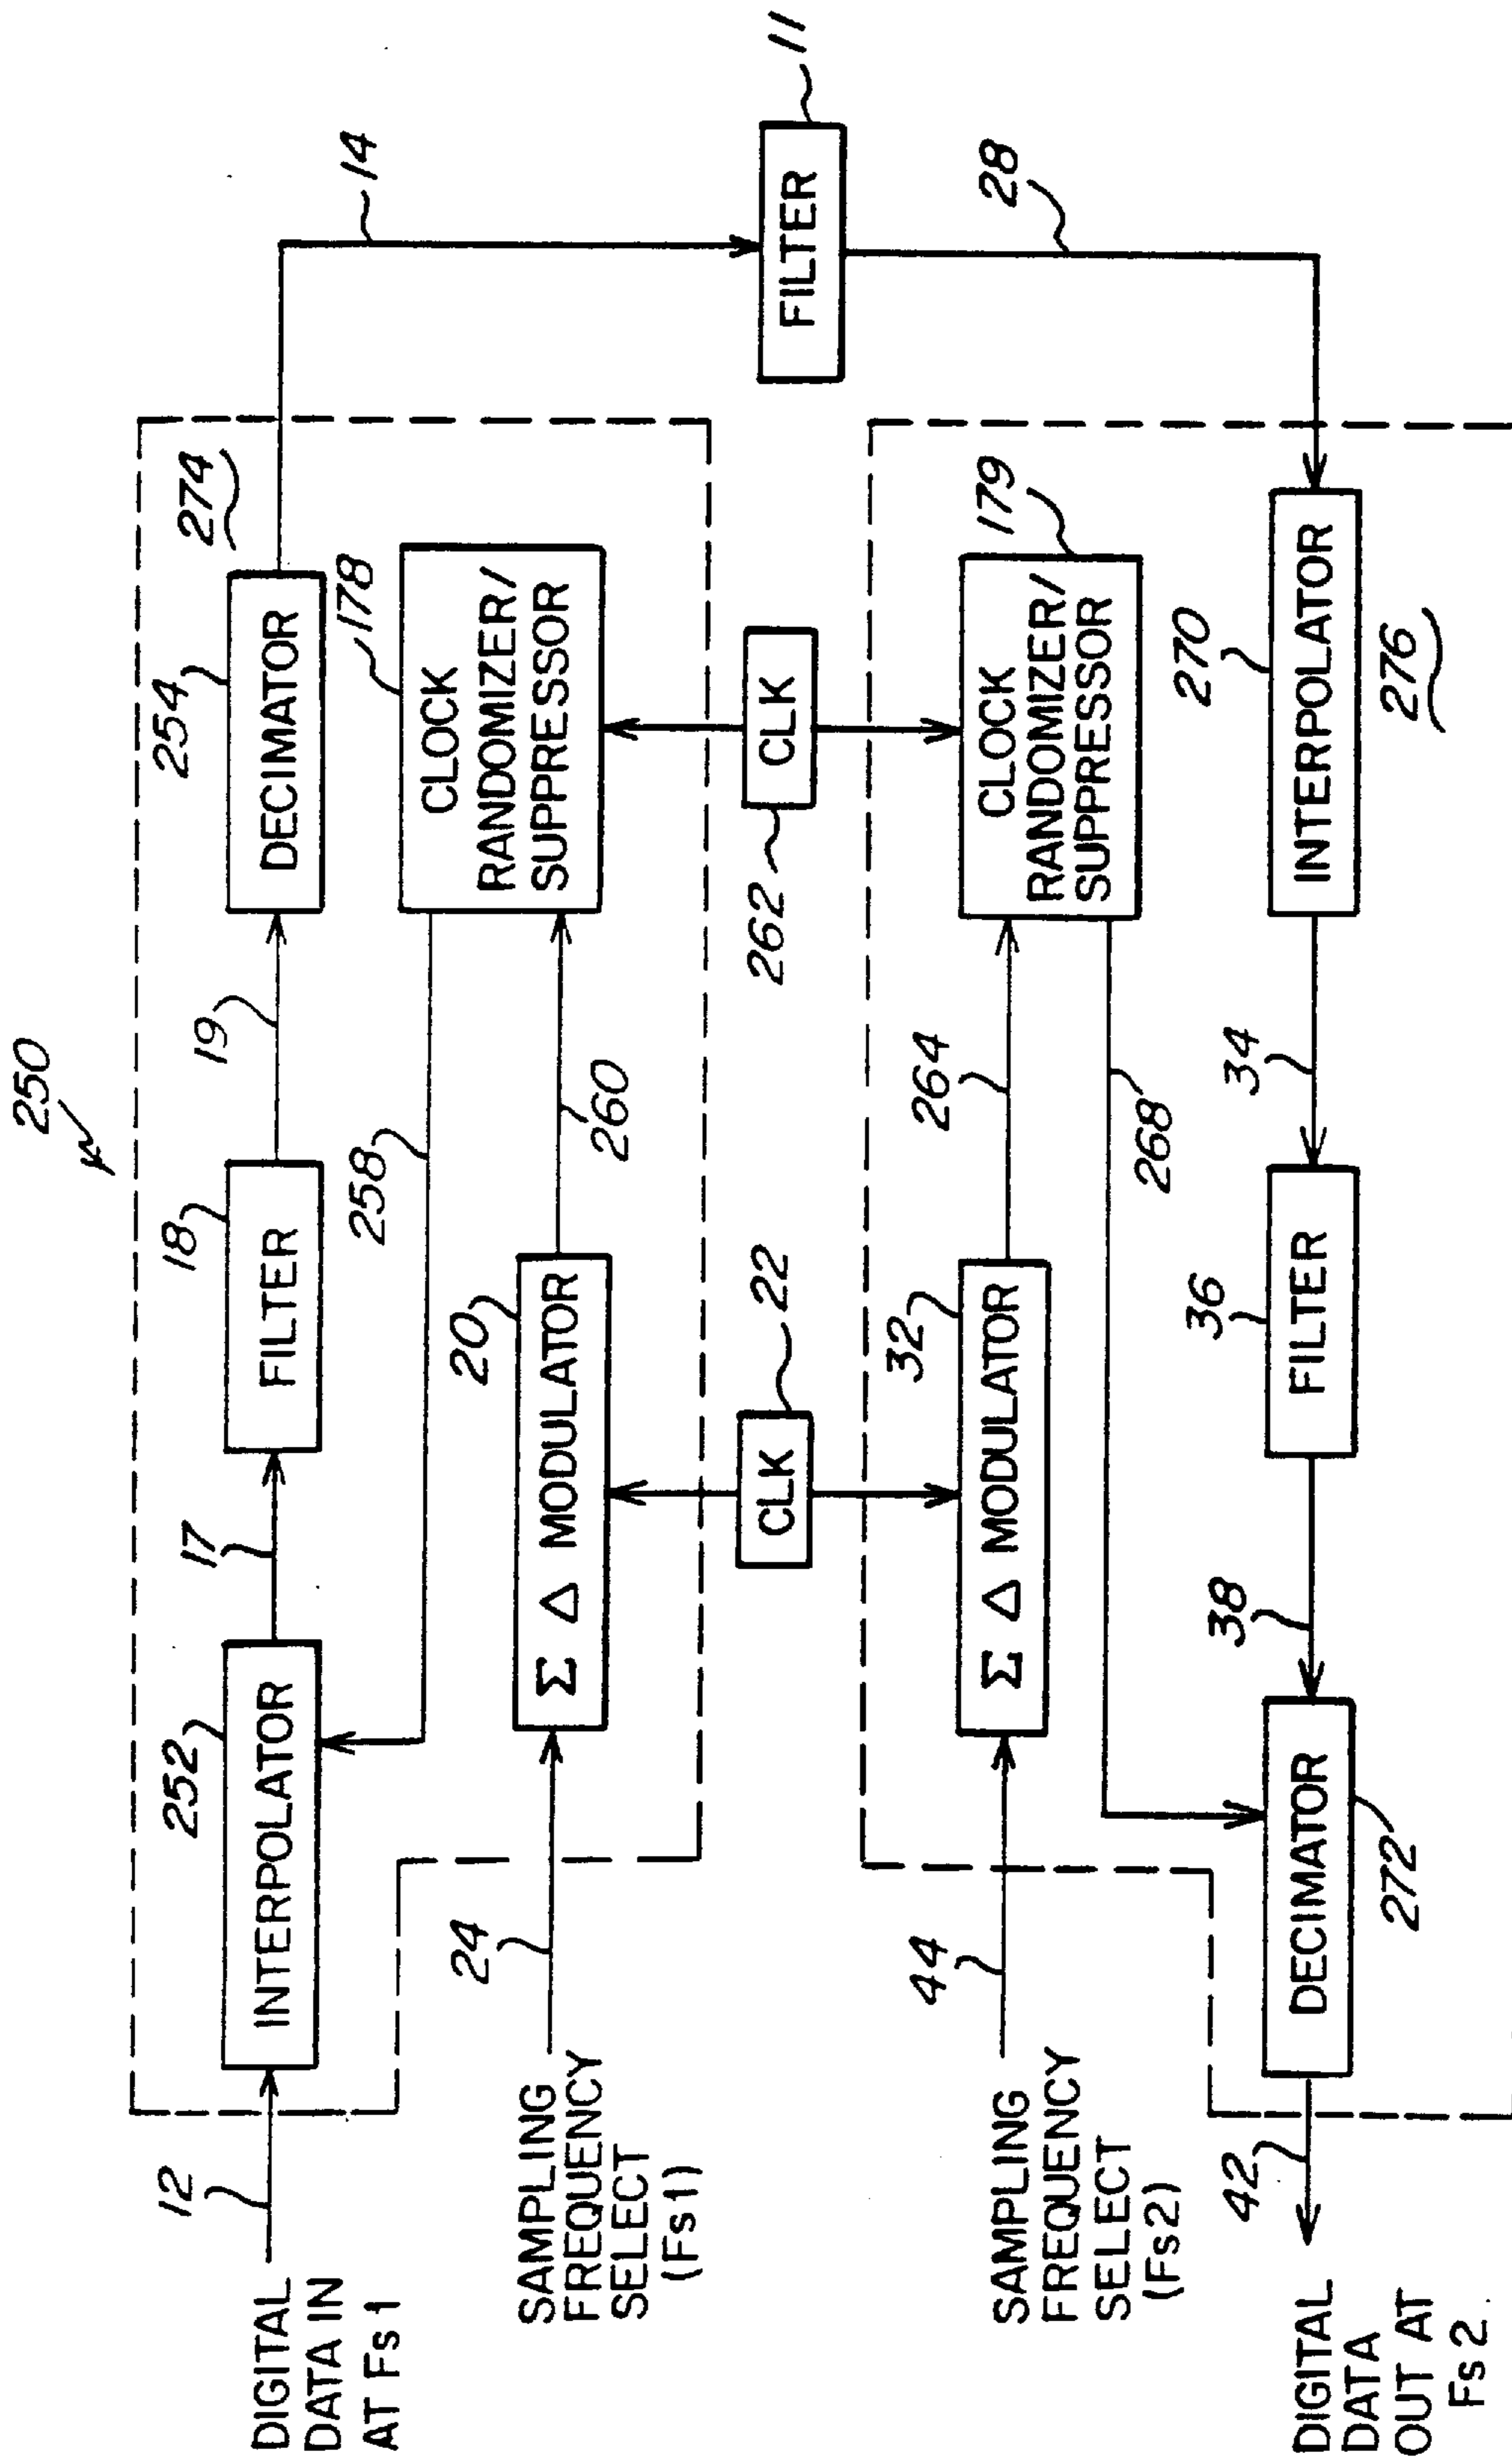 250
12
DIGITAL
DATA IN
AT Fs1
252
INTERPOLATOR
17
18
FILTER
19
254
DECIMATOR
274
14
258
178
CLOCK
RANDOMIZER/
SUPPRESSOR
24
SAMPLING
FREQUENCY
SELECT
(Fs1)
20
Σ Δ MODULATOR
260
22
CLK
262
CLK
11
FILTER
28
44
SAMPLING
FREQUENCY
SELECT
(Fs2)
32
Σ Δ MODULATOR
264
268
179
CLOCK
RANDOMIZER/
SUPPRESSOR
42
DIGITAL
DATA
OUT AT
Fs2
DECIMATOR
272
38
36
FILTER
34
270
INTERPOLATOR
276